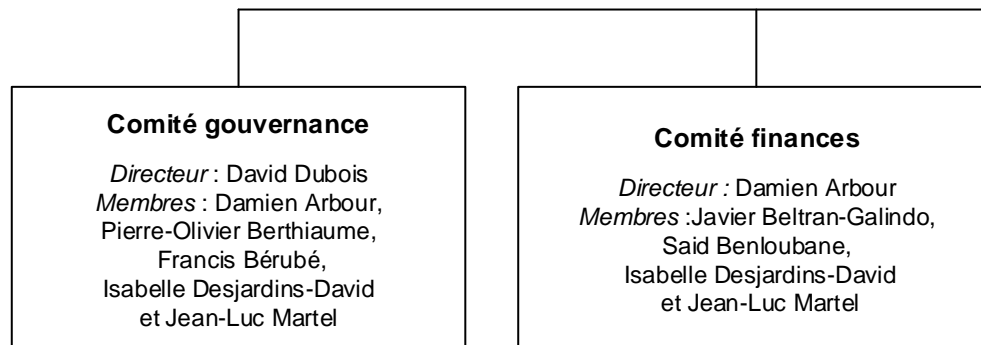 Comité gouvernance
Directeur : David Dubois
Membres : Damien Arbour,
Pierre-Olivier Berthiaume,
Francis Bérubé,
Isabelle Desjardins-David
et Jean-Luc Martel
Comité finances
Directeur : Damien Arbour
Membres :Javier Beltran-Galindo,
Said Benloubane,
Isabelle Desjardins-David
et Jean-Luc Martel